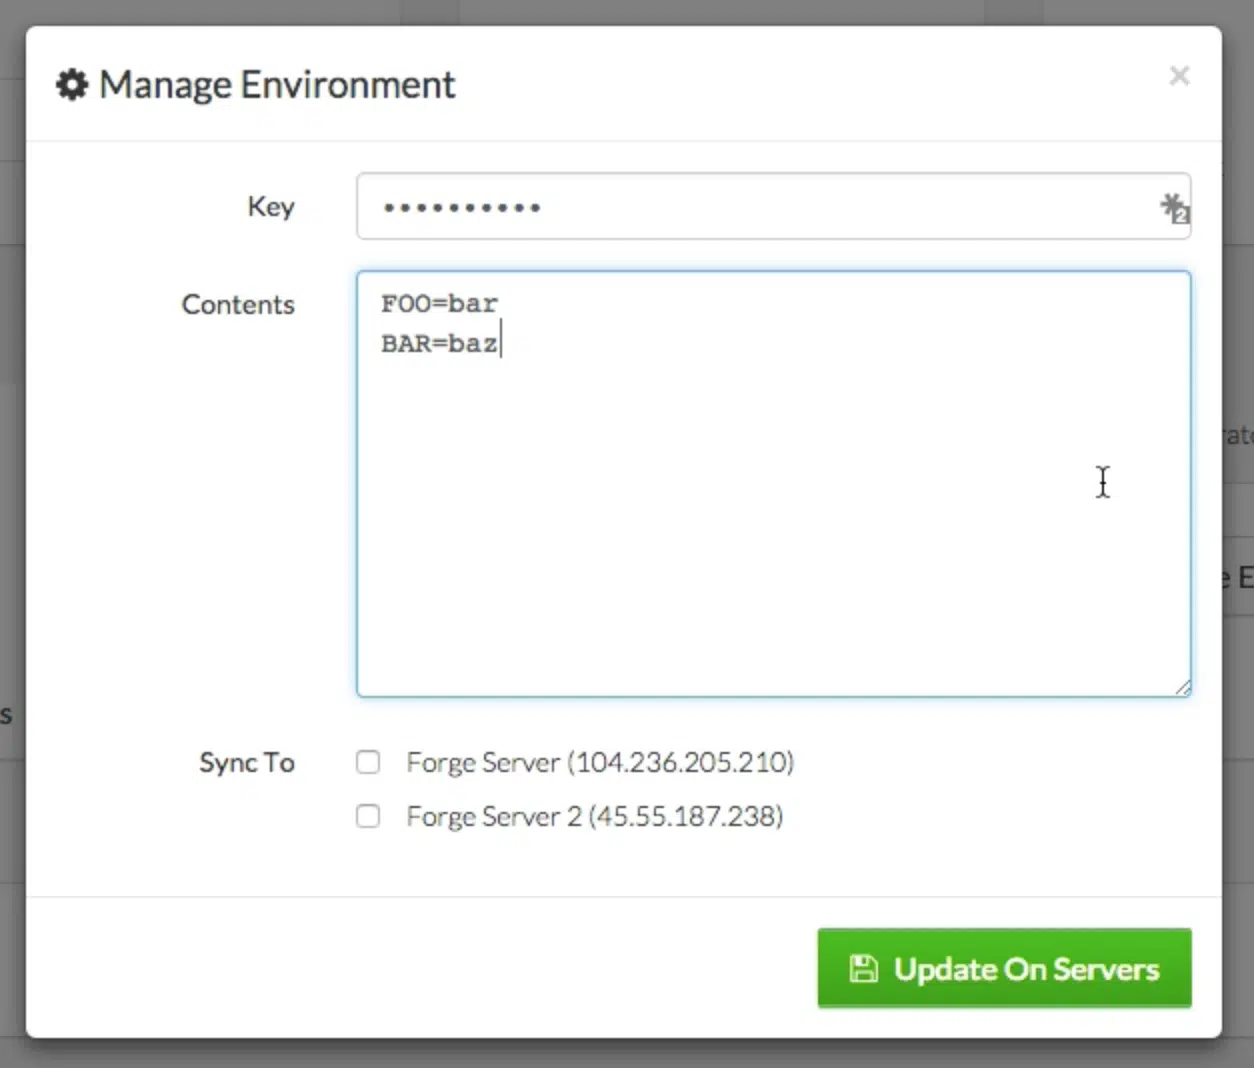 Manage Environment
×
Key
••••••••••
2
Contents
FOO=bar
BAR=baz
Sync To
Forge Server (104.236.205.210)
Forge Server 2 (45.55.187.238)
Update On Servers
s
e E